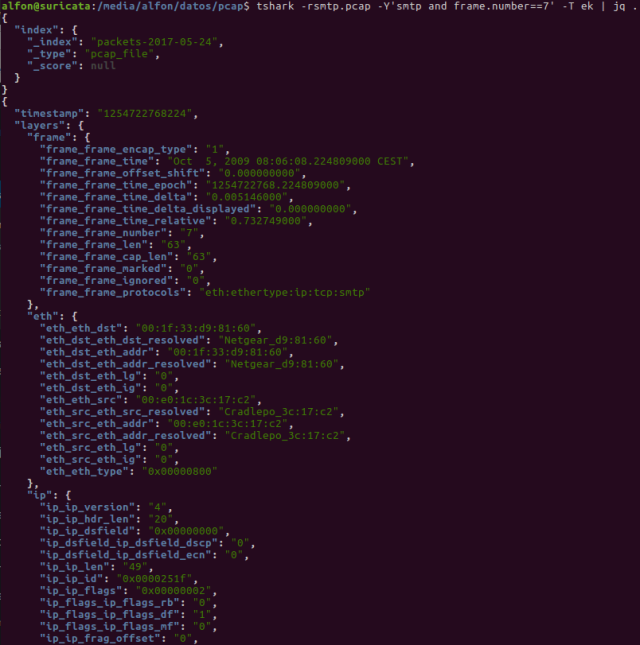 alfon@suricata:/media/alfon/datos/pcap$ tshark -rsmtp.pcap -Y'smtp and frame.number==7' -T ek | jq .
{
  "index": {
    "_index": "packets-2017-05-24",
    "_type": "pcap_file",
    "_score": null
  }
}
{
  "timestamp": "1254722768224",
  "layers": {
    "frame": {
      "frame_frame_encap_type": "1",
      "frame_frame_time": "Oct  5, 2009 08:06:08.224809000 CEST",
      "frame_frame_offset_shift": "0.000000000",
      "frame_frame_time_epoch": "1254722768.224809000",
      "frame_frame_time_delta": "0.005146000",
      "frame_frame_time_delta_displayed": "0.000000000",
      "frame_frame_time_relative": "0.732749000",
      "frame_frame_number": "7",
      "frame_frame_len": "63",
      "frame_frame_cap_len": "63",
      "frame_frame_marked": "0",
      "frame_frame_ignored": "0",
      "frame_frame_protocols": "eth:ethertype:ip:tcp:smtp"
    },
    "eth": {
      "eth_eth_dst": "00:1f:33:d9:81:60",
      "eth_dst_eth_dst_resolved": "Netgear_d9:81:60",
      "eth_dst_eth_addr": "00:1f:33:d9:81:60",
      "eth_dst_eth_addr_resolved": "Netgear_d9:81:60",
      "eth_dst_eth_lg": "0",
      "eth_dst_eth_ig": "0",
      "eth_eth_src": "00:e0:1c:3c:17:c2",
      "eth_src_eth_src_resolved": "Cradlepo_3c:17:c2",
      "eth_src_eth_addr": "00:e0:1c:3c:17:c2",
      "eth_src_eth_addr_resolved": "Cradlepo_3c:17:c2",
      "eth_src_eth_lg": "0",
      "eth_src_eth_ig": "0",
      "eth_eth_type": "0x00000800"
    },
    "ip": {
      "ip_ip_version": "4",
      "ip_ip_hdr_len": "20",
      "ip_ip_dsfield": "0x00000000",
      "ip_dsfield_ip_dsfield_dscp": "0",
      "ip_dsfield_ip_dsfield_ecn": "0",
      "ip_ip_len": "49",
      "ip_ip_id": "0x0000251f",
      "ip_ip_flags": "0x00000002",
      "ip_flags_ip_flags_rb": "0",
      "ip_flags_ip_flags_df": "1",
      "ip_flags_ip_flags_mf": "0",
      "ip_ip_frag_offset": "0",